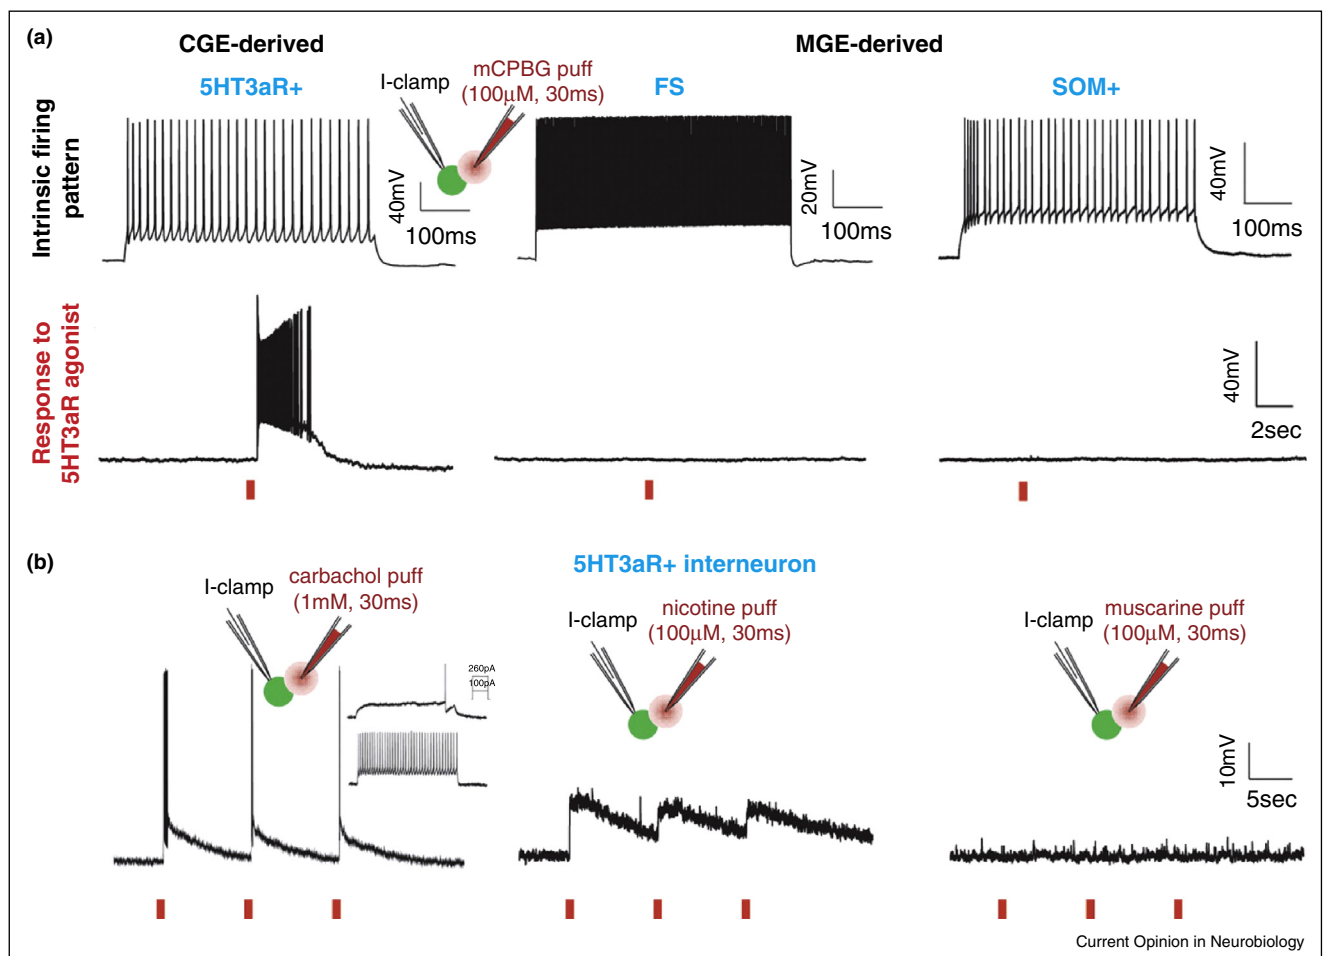 (a)
CGE-derived
MGE-derived
5HT3aR+
I-clamp
mCPBG puff
(100μM, 30ms)
FS
SOM+
Intrinsic firing
pattern
40mV
100ms
20mV
100ms
40mV
100ms
Response to
5HT3aR agonist
40mV
2sec
(b)
5HT3aR+ interneuron
I-clamp
carbachol puff
(1mM, 30ms)
260pA
100pA
I-clamp
nicotine puff
(100μM, 30ms)
I-clamp
muscarine puff
(100μM, 30ms)
10mV
5sec
Current Opinion in Neurobiology